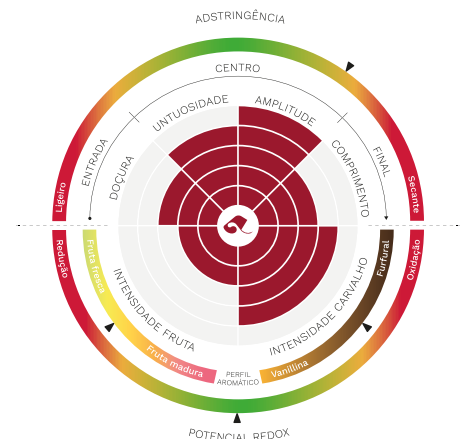 ADSTRINGÊNCIA
CENTRO
UNTUOSIDADE
AMPLITUDE
ENTRADA
DOÇURA
COMPRIMENTO
FINAL
Ligeiro
Secante
Redução
Fruta fresca
Furfural
Oxidação
INTENSIDADE FRUTA
INTENSIDADE CARVALHO
Fruta madura
PERFIL
AROMÁTICO
Vanillina
POTENCIAL REDOX